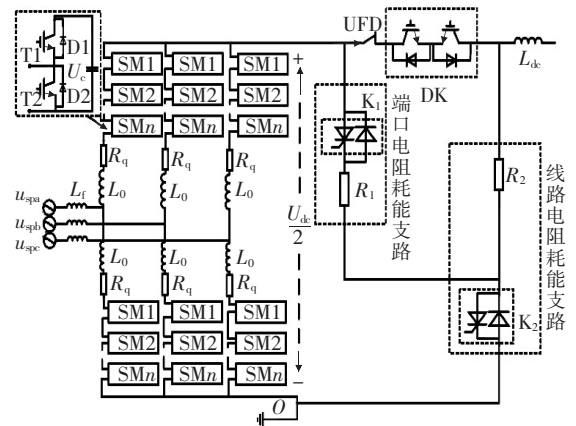 T1
D1
U_c
T2
D2
SM1 SM1 SM1
SM2 SM2 SM2
SMn SMn SMn
R_q R_q R_q
L_0 L_0 L_0
u_spa
L_f
u_spb
u_spc
L_0 L_0 L_0
R_q R_q R_q
SM1 SM1 SM1
SM2 SM2 SM2
SMn SMn SMn
O
+
U_dc
2
−
UFD
DK
L_dc
K_1
R_1
端口电阻耗能支路
R_2
K_2
线路电阻耗能支路